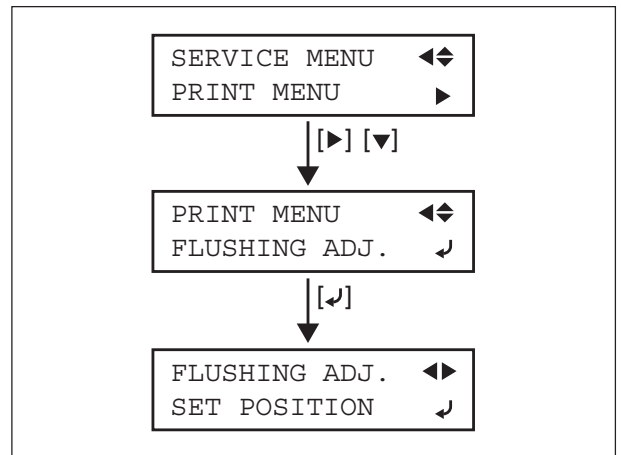 SERVICE MENU ◀◆
PRINT MENU ▶
[▶] [▼]
PRINT MENU ◀◆
FLUSHING ADJ. ↵
[↵]
FLUSHING ADJ. ◀▶
SET POSITION ↵